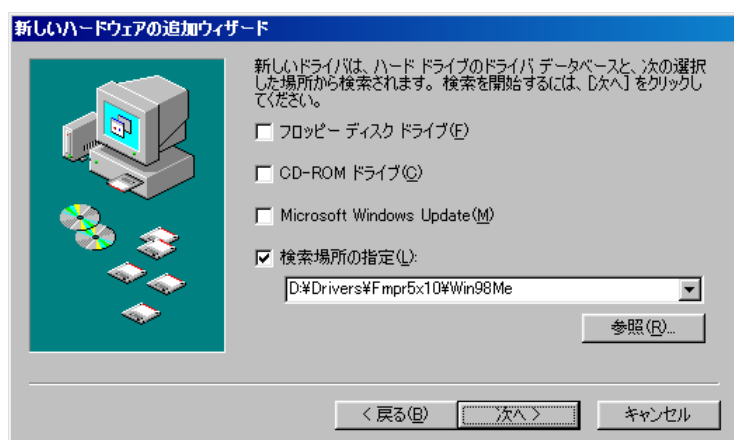 新しいハードウェアの追加ウィザード
新しいドライバは、ハード ドライブのドライバ データベースと、次の選択
した場所から検索されます。検索を開始するには、[次へ] をクリックし
てください。
フロッピー ディスク ドライブ(F)
CD-ROM ドライブ(C)
Microsoft Windows Update(M)
検索場所の指定(L):
D:¥Drivers¥Fmpr5x10¥Win98Me
参照(R)...
< 戻る(B)
次へ >
キャンセル